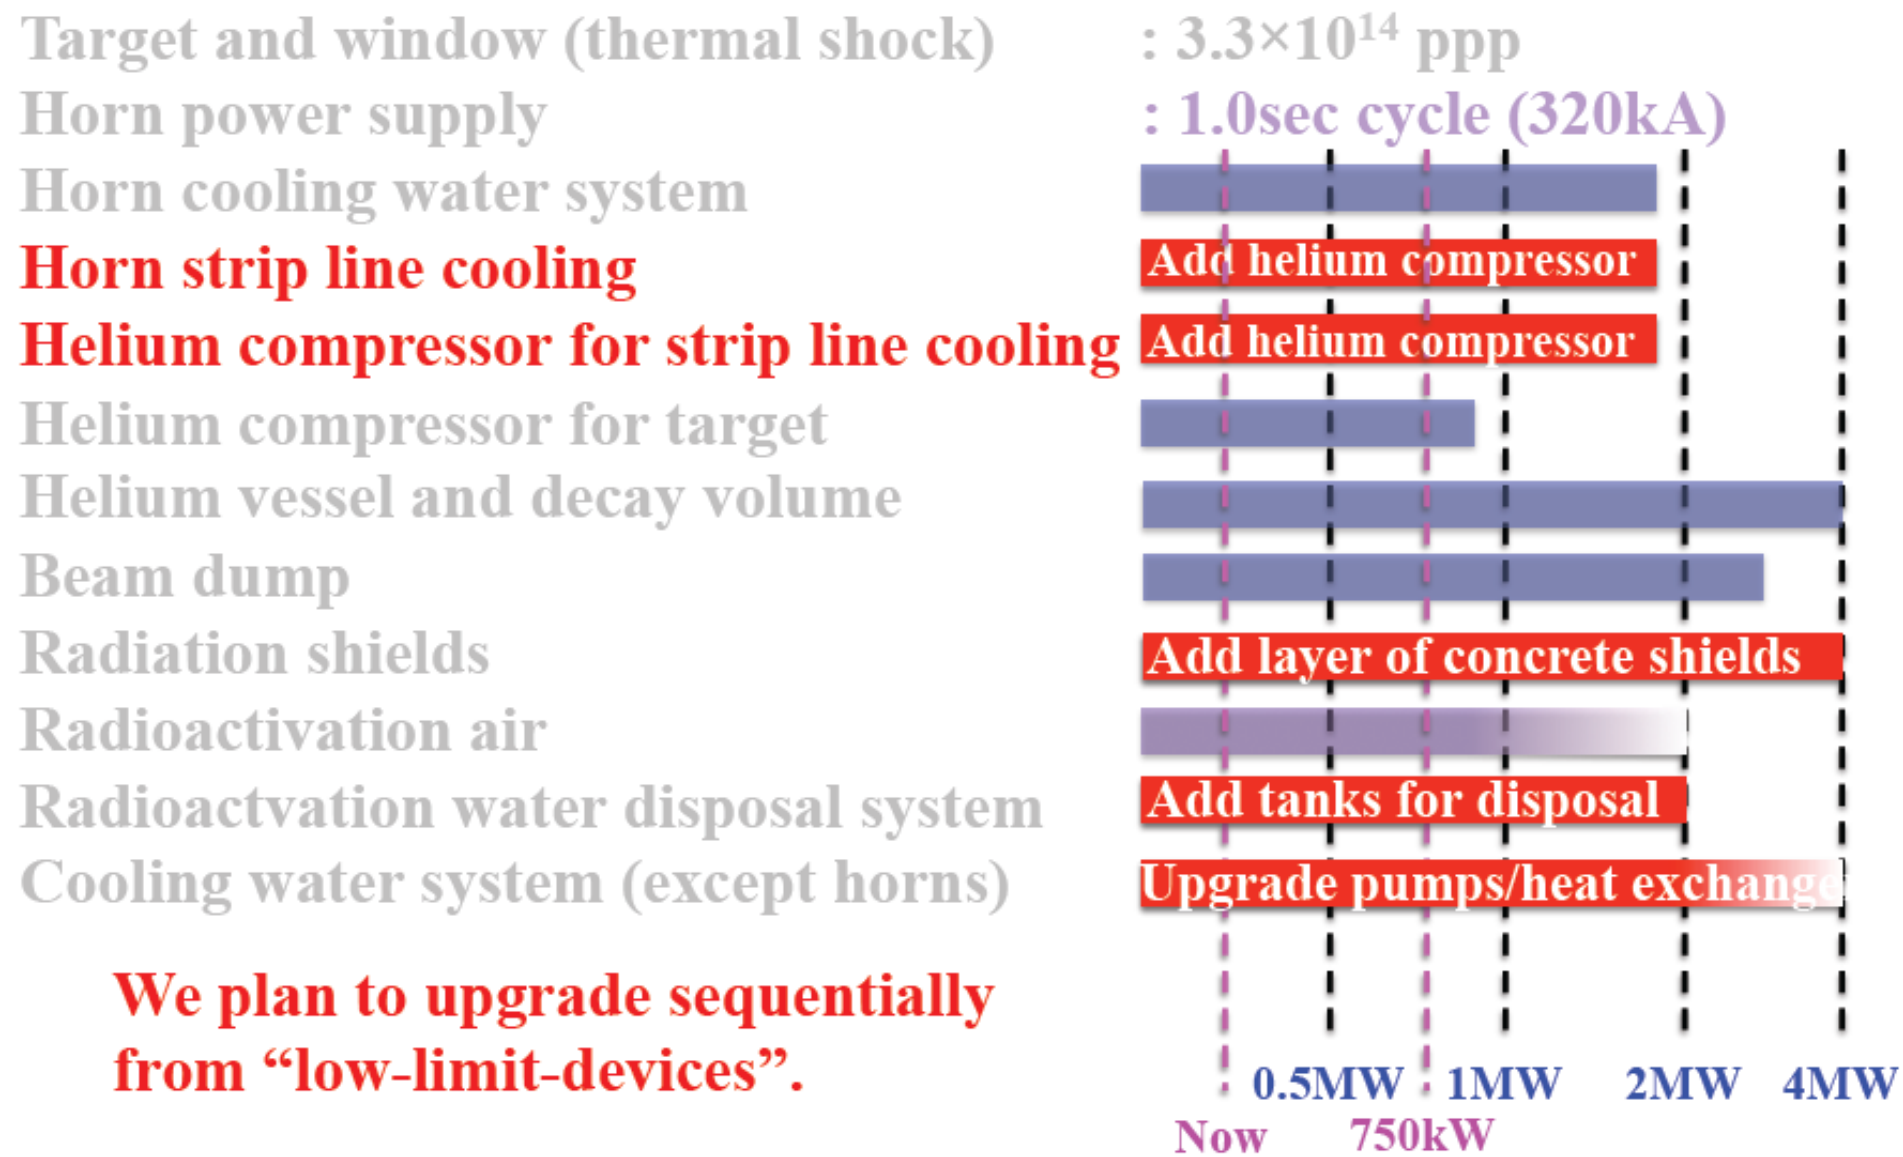 Target and window (thermal shock) : 3.3×10¹⁴ ppp
Horn power supply : 1.0sec cycle (320kA)
Horn cooling water system
Horn strip line cooling Add helium compressor
Helium compressor for strip line cooling Add helium compressor
Helium compressor for target
Helium vessel and decay volume
Beam dump
Radiation shields Add layer of concrete shields
Radioactivation air
Radioactvation water disposal system Add tanks for disposal
Cooling water system (except horns) Upgrade pumps/heat exchange
We plan to upgrade sequentially
from “low-limit-devices”.
0.5MW 1MW 2MW 4MW
Now 750kW